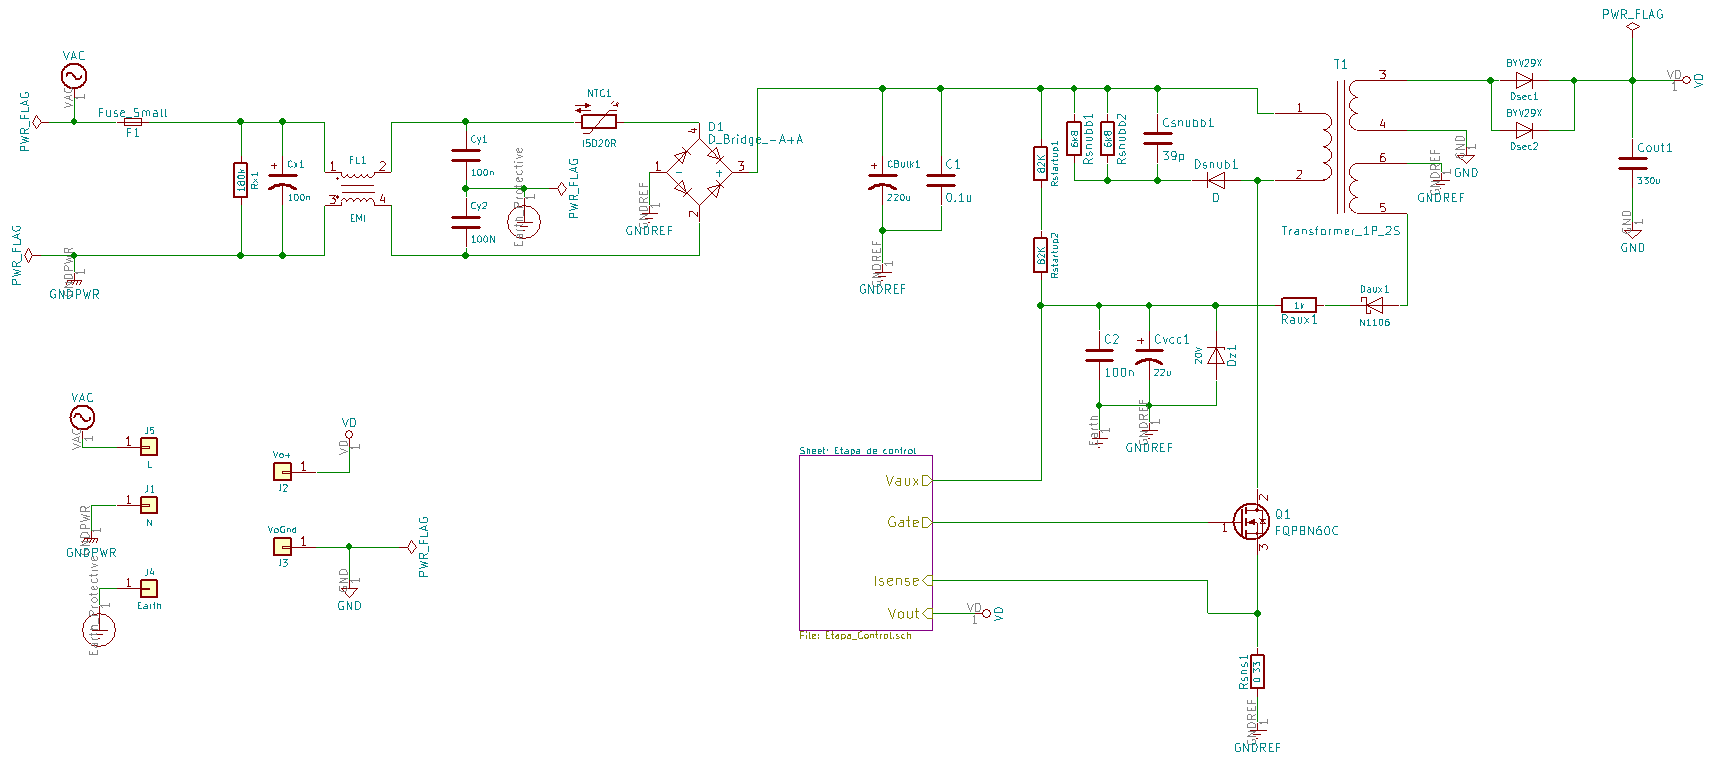 PWR_FLAG
VAC
VAC
1
Fuse_Small
F1
PWR_FLAG
180k
Rx1
Cx1
100n
FL1
1
2
3
4
EMI
Cy1
100n
Cy2
100N
Earth_Protective
1
PWR_FLAG
NTC1
15D20R
D1
D_Bridge_-A+A
4
1
3
2
GNDREF
1
GNDREF
PWR_FLAG
GNDPWR
1
GNDPWR
CBulk1
220u
C1
0.1u
GNDREF
1
GNDREF
82K
Rstartup1
82K
Rstartup2
6k8
Rsnubb1
6k8
Rsnubb2
Csnubb1
39p
Dsnub1
D
T1
1
2
3
4
6
5
Transformer_1P_2S
GNDREF
1
GNDREF
GND
1
GND
BYV29X
Dsec1
BYV29X
Dsec2
PWR_FLAG
VD
1
VD
Cout1
330u
GND
1
GND
Daux1
N1106
1k
Raux1
C2
100n
Cvcc1
22u
20V
Dz1
Earth
1
GNDREF
1
GNDREF
VAC
VAC
1
1
J5
L
GNDPWR
1
GNDPWR
1
J1
N
Earth_Protective
1
1
J4
Earth
VD
VD
1
Vo+
1
J2
VoGnd
1
J3
GND
1
GND
PWR_FLAG
Sheet: Etapa de control
Vaux
Gate
Isense
Vout
File: Etapa_Control.sch
VD
1
VD
2
Q1
1
FQP8N60C
3
Rsns1
0.33
GNDREF
1
GNDREF